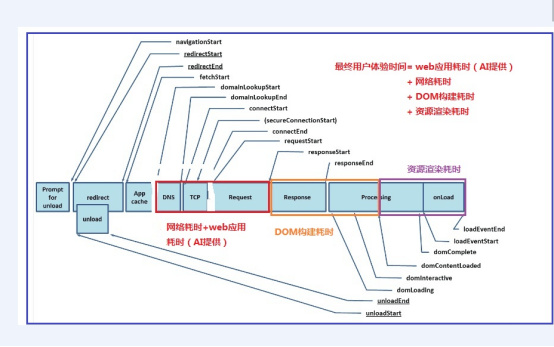 navigationStart
redirectStart
redirectEnd
fetchStart
domainLookupStart
domainLookupEnd
connectStart
(secureConnectionStart)
connectEnd
requestStart
responseStart
responseEnd
最终用户体验时间= web应用耗时（AI提供）
+ 网络耗时
+ DOM构建耗时
+ 资源渲染耗时
资源渲染耗时
Prompt
for
unload
redirect
unload
App
cache
DNS
TCP
Request
Response
Processing
onLoad
网络耗时+web应用
耗时（AI提供）
DOM构建耗时
loadEventEnd
loadEventStart
domComplete
domContentLoaded
domInteractive
domLoading
unloadEnd
unloadStart